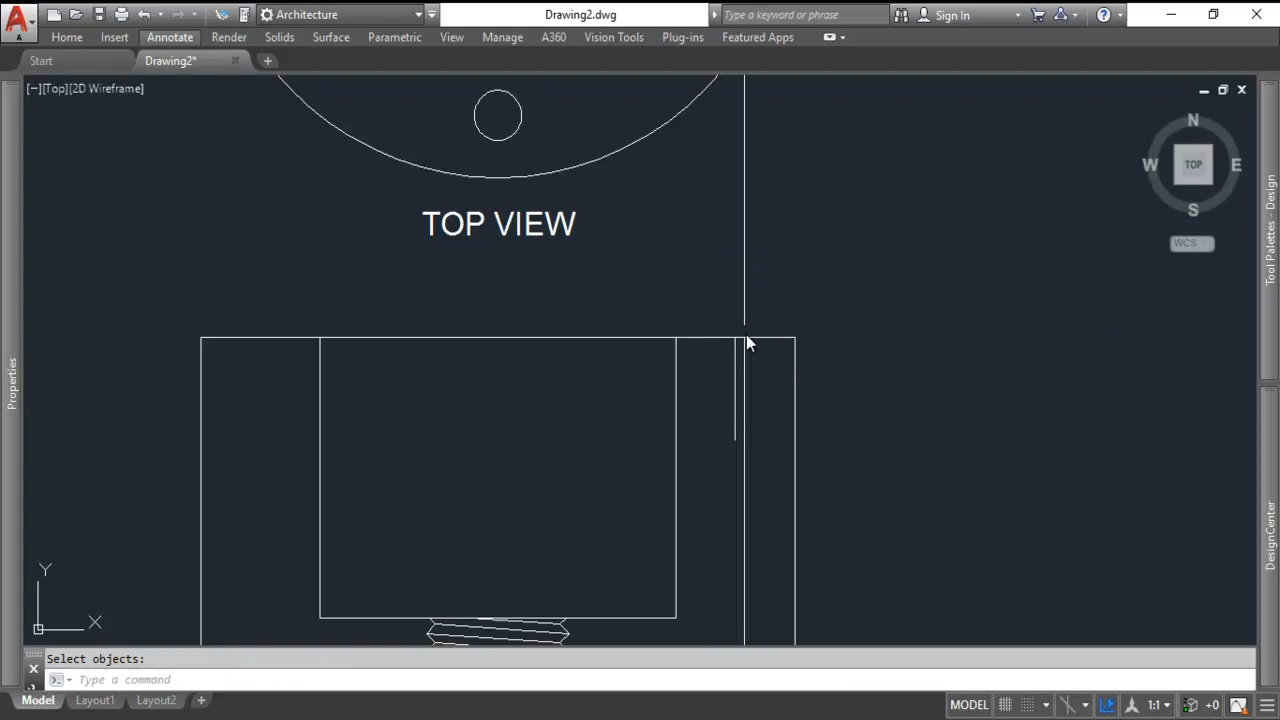 Architecture
Drawing2.dwg
Type a keyword or phrase
Sign In
A
Home Insert Annotate Render Solids Surface Parametric View Manage A360 Vision Tools Plug-ins Featured Apps
Start
Drawing2*
[−][Top][2D Wireframe]
N
W TOP E
S
WCS
TOP VIEW
Tool Palettes - Design
Properties
DesignCenter
Y
X
Select objects:
Type a command
Model Layout1 Layout2
MODEL 1:1 +0